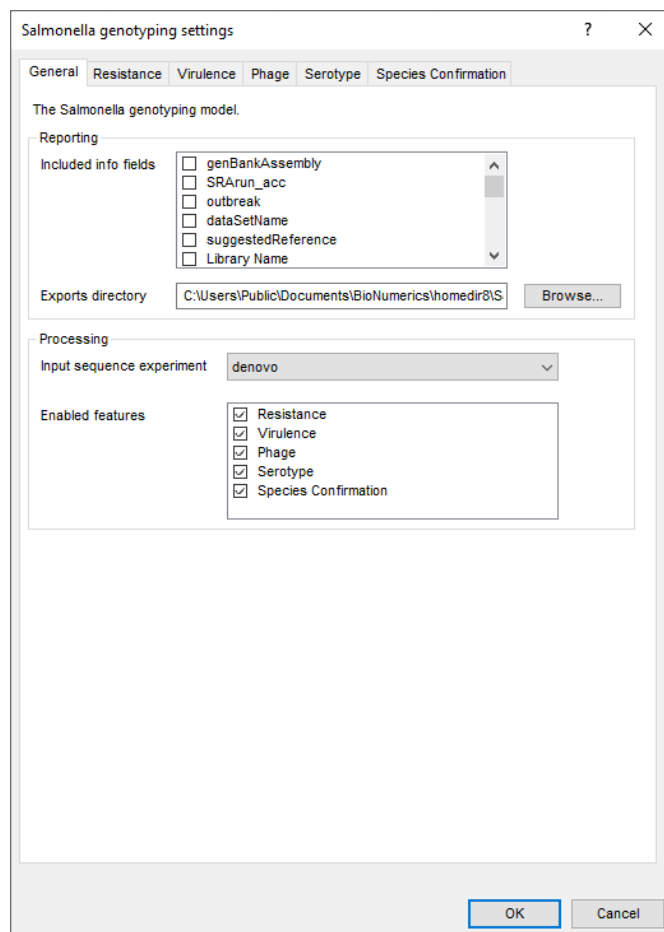 Salmonella genotyping settings ?
General Resistance Virulence Phage Serotype Species Confirmation
The Salmonella genotyping model.
Reporting
Included info fields
genBankAssembly
SRArun_acc
outbreak
dataSetName
suggestedReference
Library Name
Exports directory C:\Users\Public\Documents\BioNumerics\homedir8\S Browse...
Processing
Input sequence experiment denovo
Enabled features
Resistance
Virulence
Phage
Serotype
Species Confirmation
OK Cancel